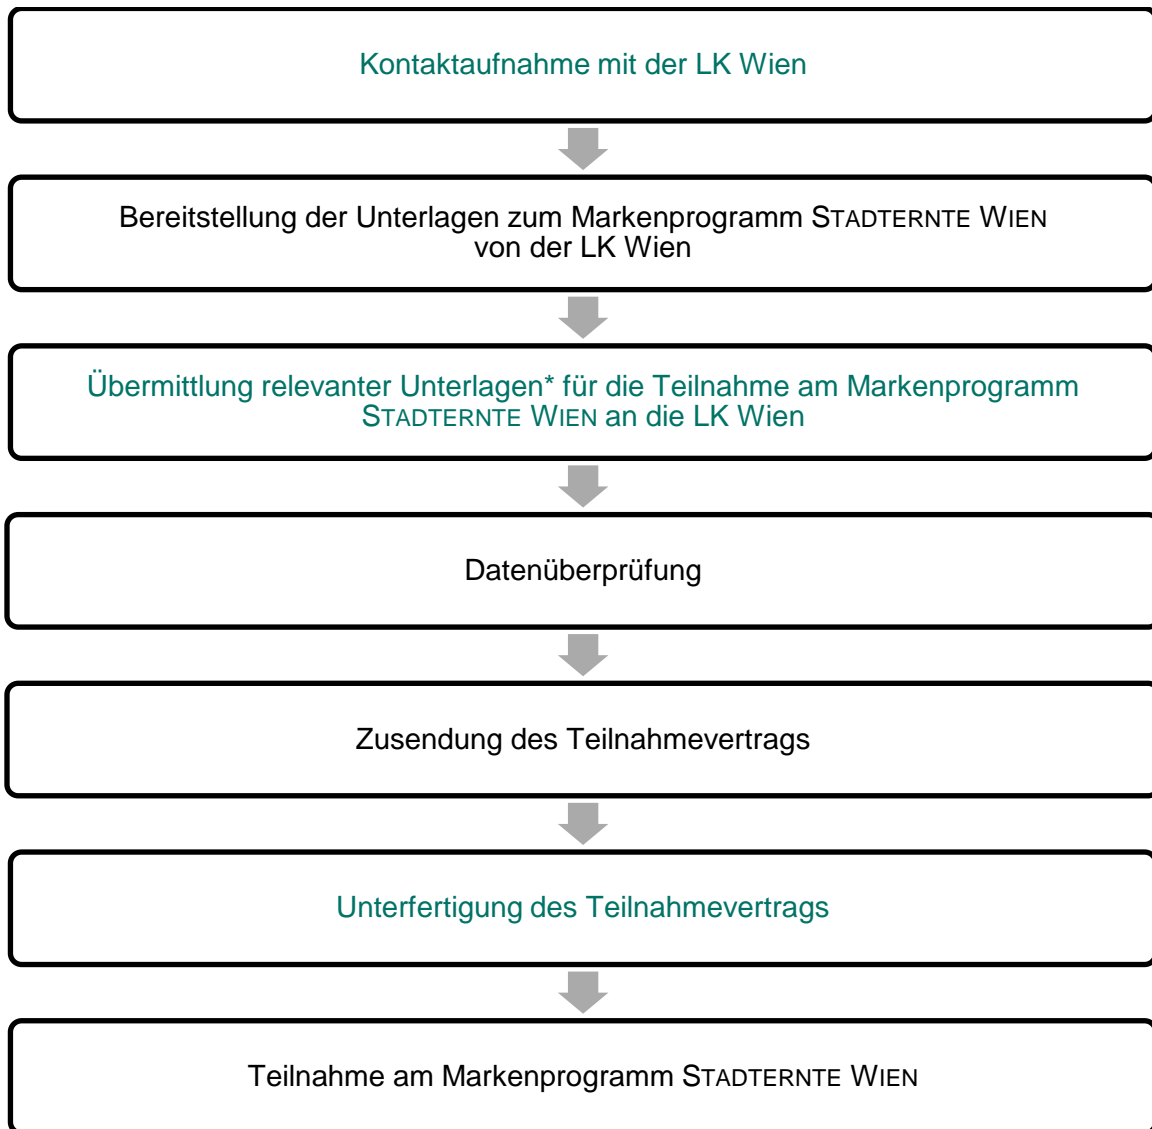 Kontaktaufnahme mit der LK Wien
Bereitstellung der Unterlagen zum Markenprogramm STADTERNTE WIEN
von der LK Wien
Übermittlung relevanter Unterlagen* für die Teilnahme am Markenprogramm
STADTERNTE WIEN an die LK Wien
Datenüberprüfung
Zusendung des Teilnahmevertrags
Unterfertigung des Teilnahmevertrags
Teilnahme am Markenprogramm STADTERNTE WIEN